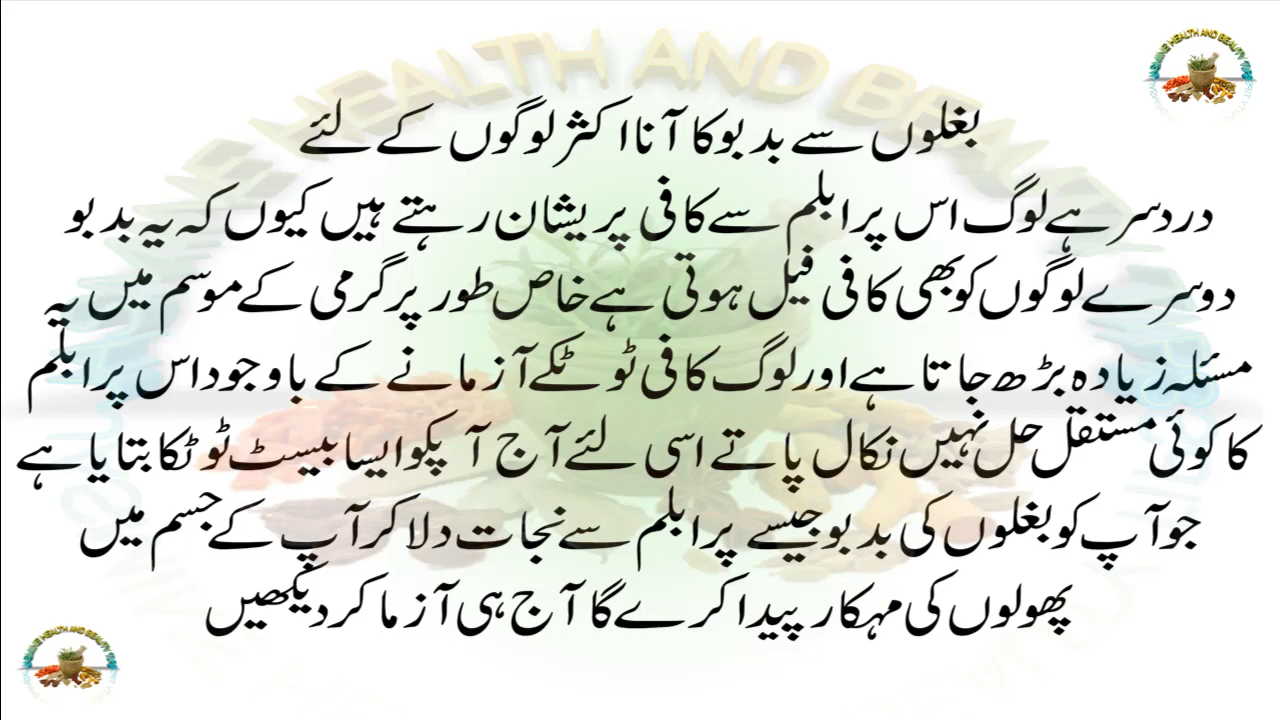 HEALTH AND BEAUTY
بغلوں سے بدبو کا آنا اکثر لوگوں کے لئے
درد سر ہے لوگ اس پرابلم سے کافی پریشان رہتے ہیں کیوں کہ یہ بدبو
دوسرے لوگوں کو بھی کافی فیل ہوتی ہے خاص طور پر گرمی کے موسم میں یہ
مسئلہ زیادہ بڑھ جاتا ہے اور لوگ کافی ٹوٹکے آزمانے کے باوجود اس پرابلم
کا کوئی مستقل حل نہیں نکال پاتے اسی لئے آج آپکو ایسا بیسٹ ٹوٹکا بتایا ہے
جو آپ کو بغلوں کی بدبو جیسے پرابلم سے نجات دلا کر آپ کے جسم میں
پھولوں کی مہکار پیدا کرے گا آج ہی آزما کر دیکھیں